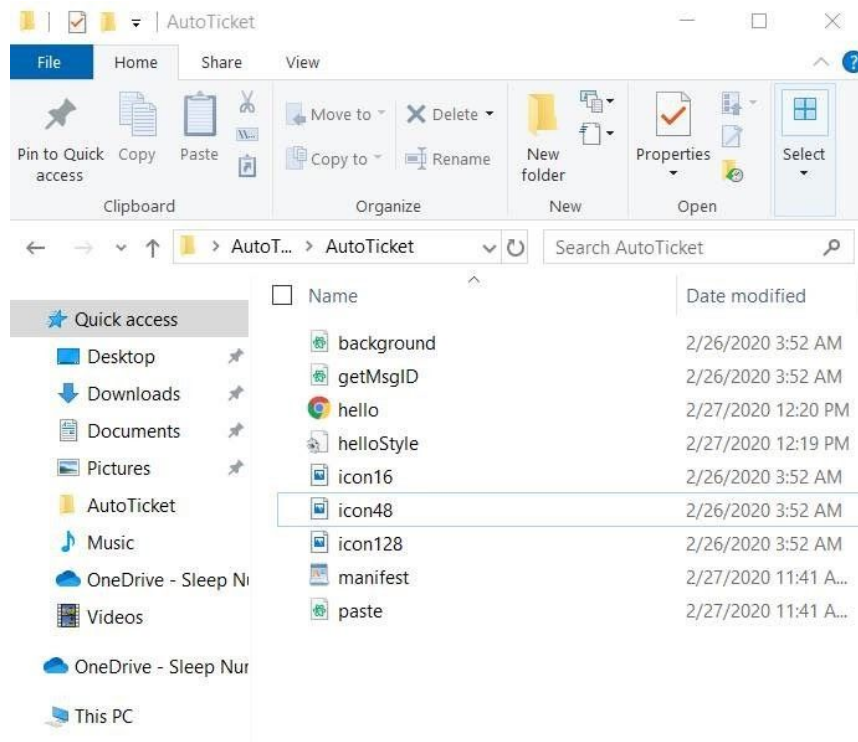 AutoTicket
File Home Share View
Pin to Quick access
Copy
Paste
W...
Clipboard
Move to
Copy to
Delete
Rename
Organize
New folder
New
Properties
Open
Select
AutoT... > AutoTicket
Search AutoTicket
Name Date modified
Quick access
Desktop
Downloads
Documents
Pictures
AutoTicket
Music
OneDrive - Sleep Nu
Videos
OneDrive - Sleep Nur
This PC
background 2/26/2020 3:52 AM
getMsgID 2/26/2020 3:52 AM
hello 2/27/2020 12:20 PM
helloStyle 2/27/2020 12:19 PM
icon16 2/26/2020 3:52 AM
icon48 2/26/2020 3:52 AM
icon128 2/26/2020 3:52 AM
manifest 2/27/2020 11:41 A...
paste 2/27/2020 11:41 A...